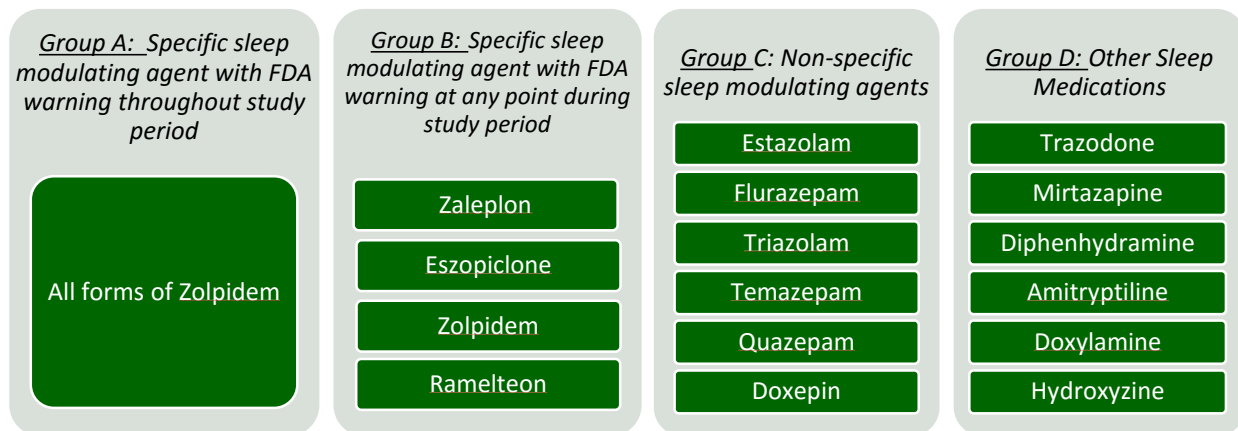 Group A: Specific sleep
modulating agent with FDA
warning throughout study
period
All forms of Zolpidem
Group B: Specific sleep
modulating agent with FDA
warning at any point during
study period
Zaleplon
Eszopiclone
Zolpidem
Ramelteon
Group C: Non-specific
sleep modulating agents
Estazolam
Flurazepam
Triazolam
Temazepam
Quazepam
Doxepin
Group D: Other Sleep
Medications
Trazodone
Mirtazapine
Diphenhydramine
Amitryptiline
Doxylamine
Hydroxyzine